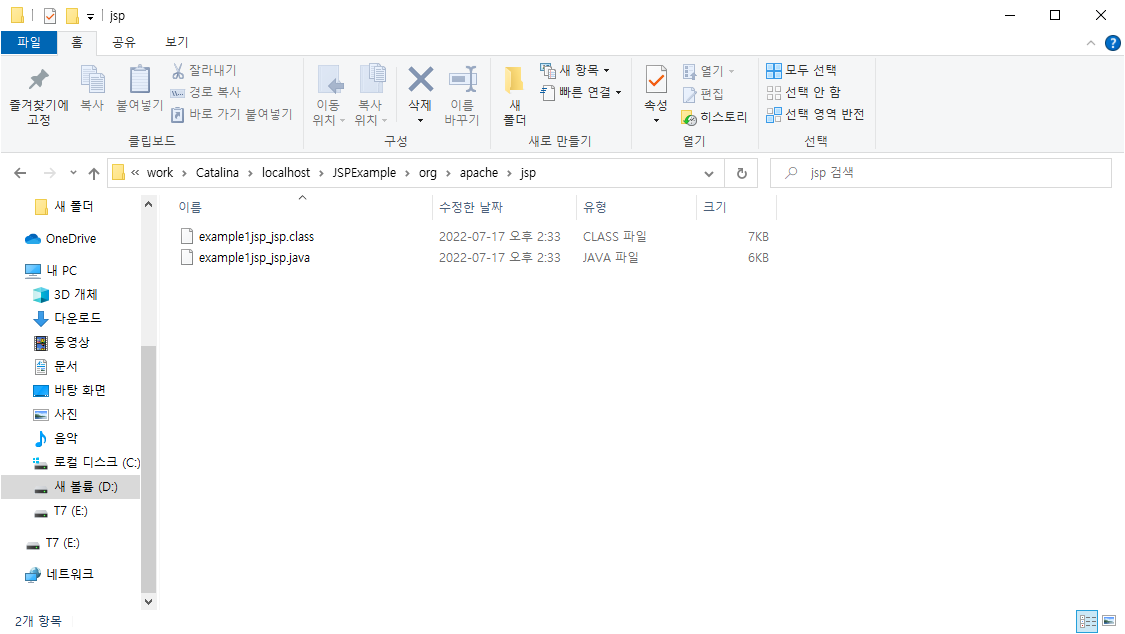 jsp
파일 홈 공유 보기
즐겨찾기에 고정
복사
붙여넣기
잘라내기
경로 복사
바로 가기 붙여넣기
클립보드
이동 위치
복사 위치
삭제
이름 바꾸기
구성
새 폴더
새 항목
빠른 연결
새로 만들기
속성
열기
편집
히스토리
열기
모두 선택
선택 안 함
선택 영역 반전
선택
« work › Catalina › localhost › JSPExample › org › apache › jsp
jsp 검색
새 폴더
OneDrive
내 PC
3D 개체
다운로드
동영상
문서
바탕 화면
사진
음악
로컬 디스크 (C:)
새 볼륨 (D:)
T7 (E:)
T7 (E:)
네트워크
이름 수정한 날짜 유형 크기
example1jsp_jsp.class 2022-07-17 오후 2:33 CLASS 파일 7KB
example1jsp_jsp.java 2022-07-17 오후 2:33 JAVA 파일 6KB
2개 항목